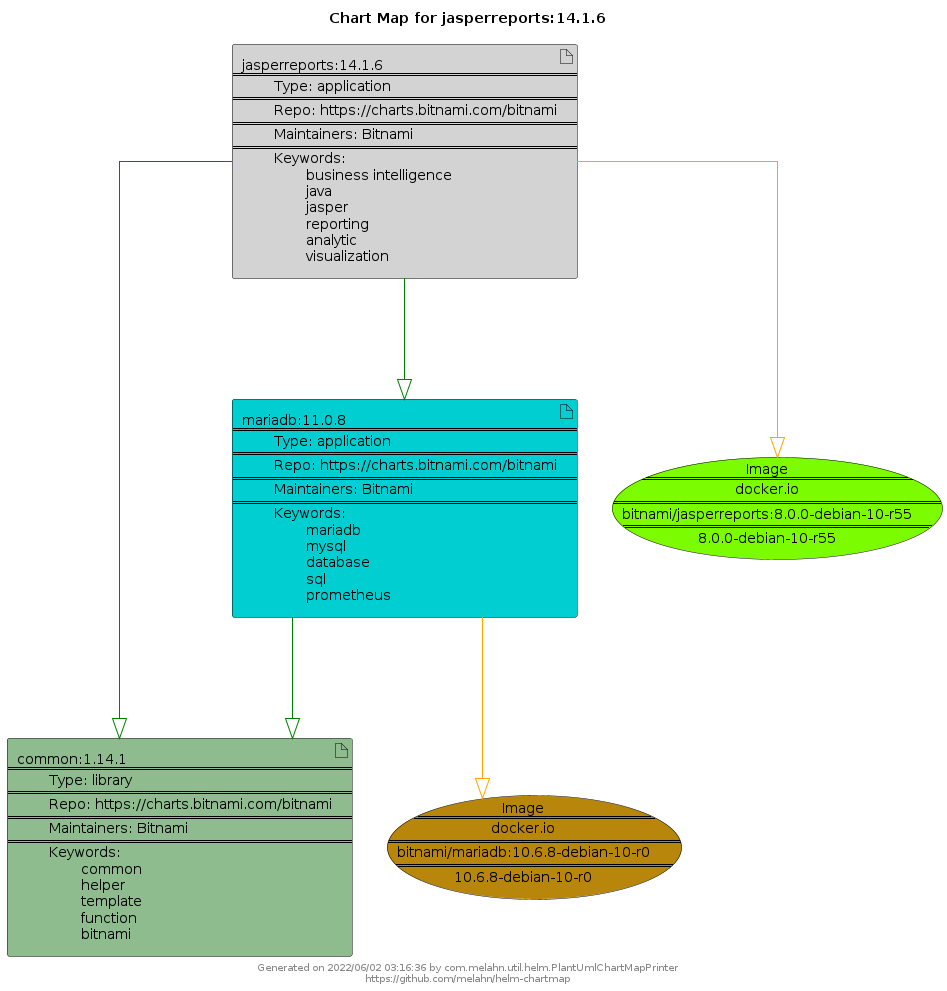 Chart Map for jasperreports:14.1.6
jasperreports:14.1.6
Type: application
Repo: https://charts.bitnami.com/bitnami
Maintainers: Bitnami
Keywords:
business intelligence
java
jasper
reporting
analytic
visualization
mariadb:11.0.8
Type: application
Repo: https://charts.bitnami.com/bitnami
Maintainers: Bitnami
Keywords:
mariadb
mysql
database
sql
prometheus
Image
docker.io
bitnami/jasperreports:8.0.0-debian-10-r55
8.0.0-debian-10-r55
common:1.14.1
Type: library
Repo: https://charts.bitnami.com/bitnami
Maintainers: Bitnami
Keywords:
common
helper
template
function
bitnami
Image
docker.io
bitnami/mariadb:10.6.8-debian-10-r0
10.6.8-debian-10-r0
Generated on 2022/06/02 03:16:36 by com.melahn.util.helm.PlantUmlChartMapPrinter
https://github.com/melahn/helm-chartmap